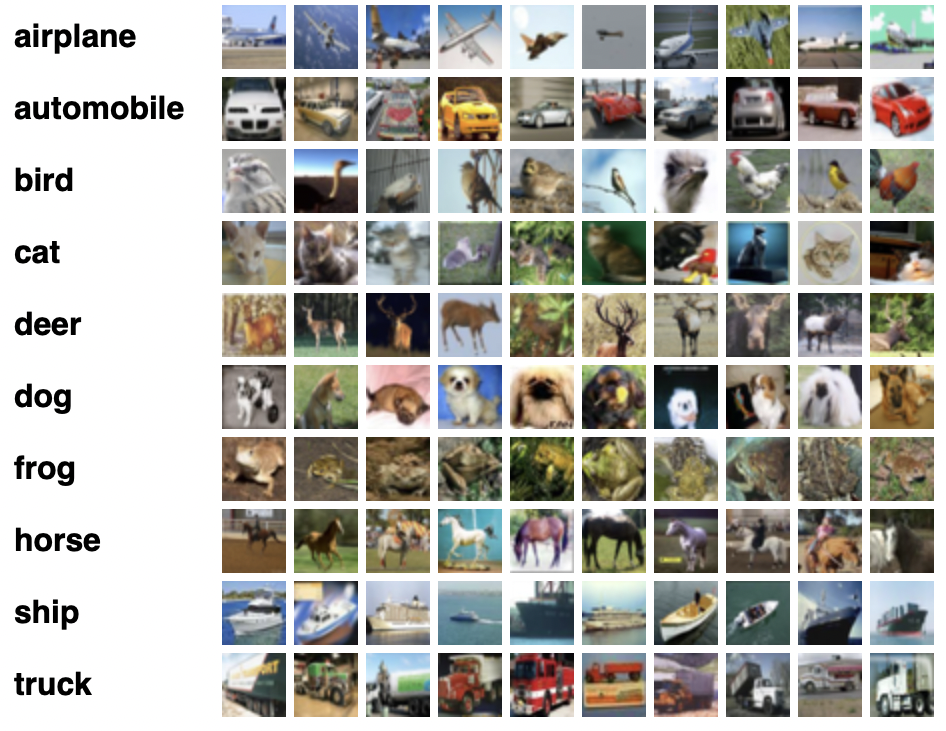 airplane
automobile
bird
cat
deer
dog
frog
horse
ship
truck